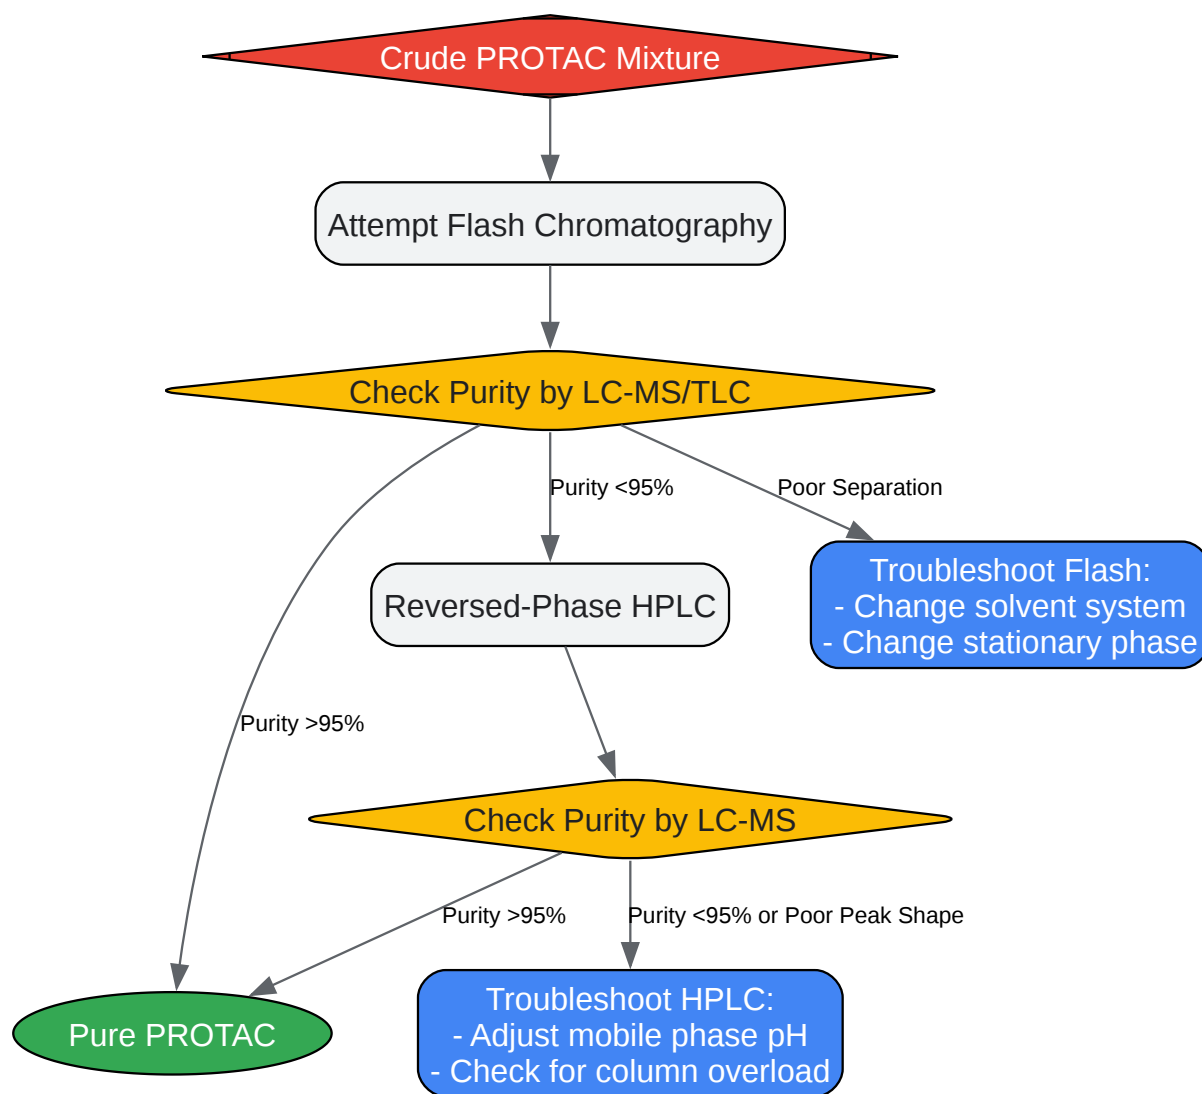 Crude PROTAC Mixture
Attempt Flash Chromatography
Check Purity by LC-MS/TLC
Purity <95%
Poor Separation
Troubleshoot Flash:
- Change solvent system
- Change stationary phase
Reversed-Phase HPLC
Purity >95%
Check Purity by LC-MS
Purity >95%
Purity <95% or Poor Peak Shape
Pure PROTAC
Troubleshoot HPLC:
- Adjust mobile phase pH
- Check for column overload